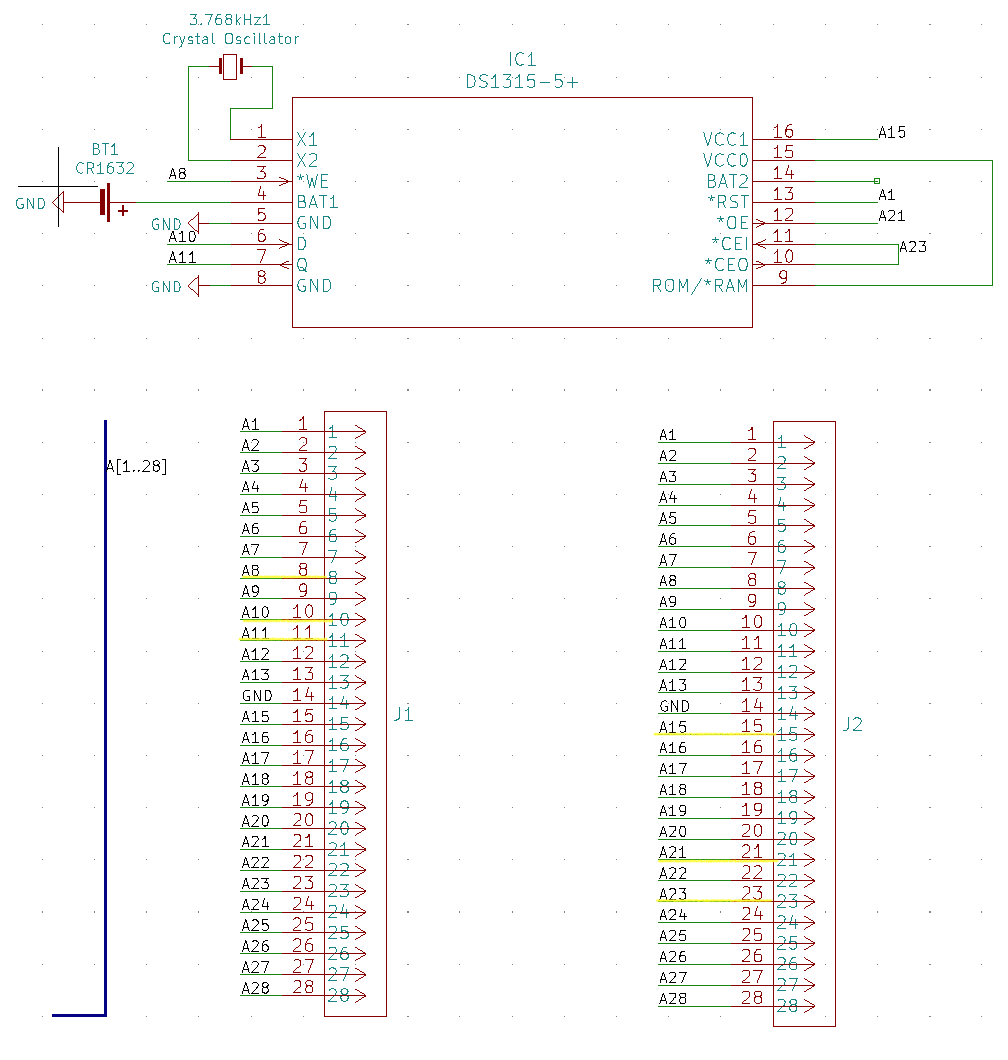 3.768kHz1
Crystal Oscillator
IC1
DS1315-5+
1 X1
2 X2
A8 3 *WE
4 BAT1
5 GND
6 D
7 Q
8 GND
VCC1 16 A15
VCC0 15
BAT2 14
*RST 13 A1
*OE 12 A21
*CEI 11
*CEO 10
A23
ROM/*RAM 9
BT1
CR1632
GND
+
GND
A10
A11
GND
A[1..28]
A1 1 1
A2 2 2
A3 3 3
A4 4 4
A5 5 5
A6 6 6
A7 7 7
A8 8 8
A9 9 9
A10 10 10
A11 11 11
A12 12 12
A13 13 13
GND 14 14
A15 15 15
A16 16 16
A17 17 17
A18 18 18
A19 19 19
A20 20 20
A21 21 21
A22 22 22
A23 23 23
A24 24 24
A25 25 25
A26 26 26
A27 27 27
A28 28 28
J1
A1 1 1
A2 2 2
A3 3 3
A4 4 4
A5 5 5
A6 6 6
A7 7 7
A8 8 8
A9 9 9
A10 10 10
A11 11 11
A12 12 12
A13 13 13
GND 14 14
A15 15 15
A16 16 16
A17 17 17
A18 18 18
A19 19 19
A20 20 20
A21 21 21
A22 22 22
A23 23 23
A24 24 24
A25 25 25
A26 26 26
A27 27 27
A28 28 28
J2